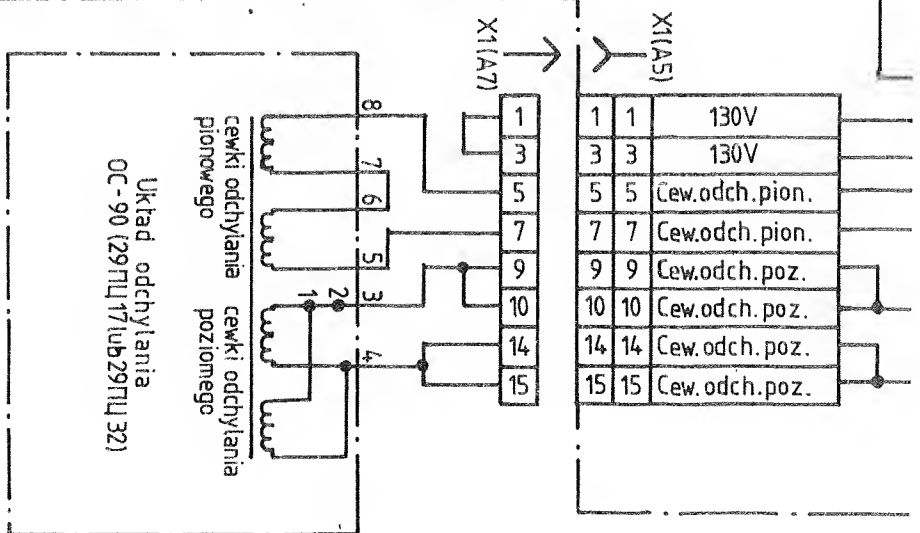 X1(A7)
X1(A5)
1 1 1 130V
3 3 3 130V
5 5 5 Cew.odch.pion.
7 7 7 Cew.odch.pion.
9 9 9 Cew.odch.poz.
10 10 10 Cew.odch.poz.
14 14 14 Cew.odch.poz.
15 15 15 Cew.odch.poz.
8
7
6
5
3
2
1
4
cewki odchylania
pionowego
cewki odchylania
poziomego
Układ odchylania
OC-90 (29ПЦ17 lub 29ПЦ32)